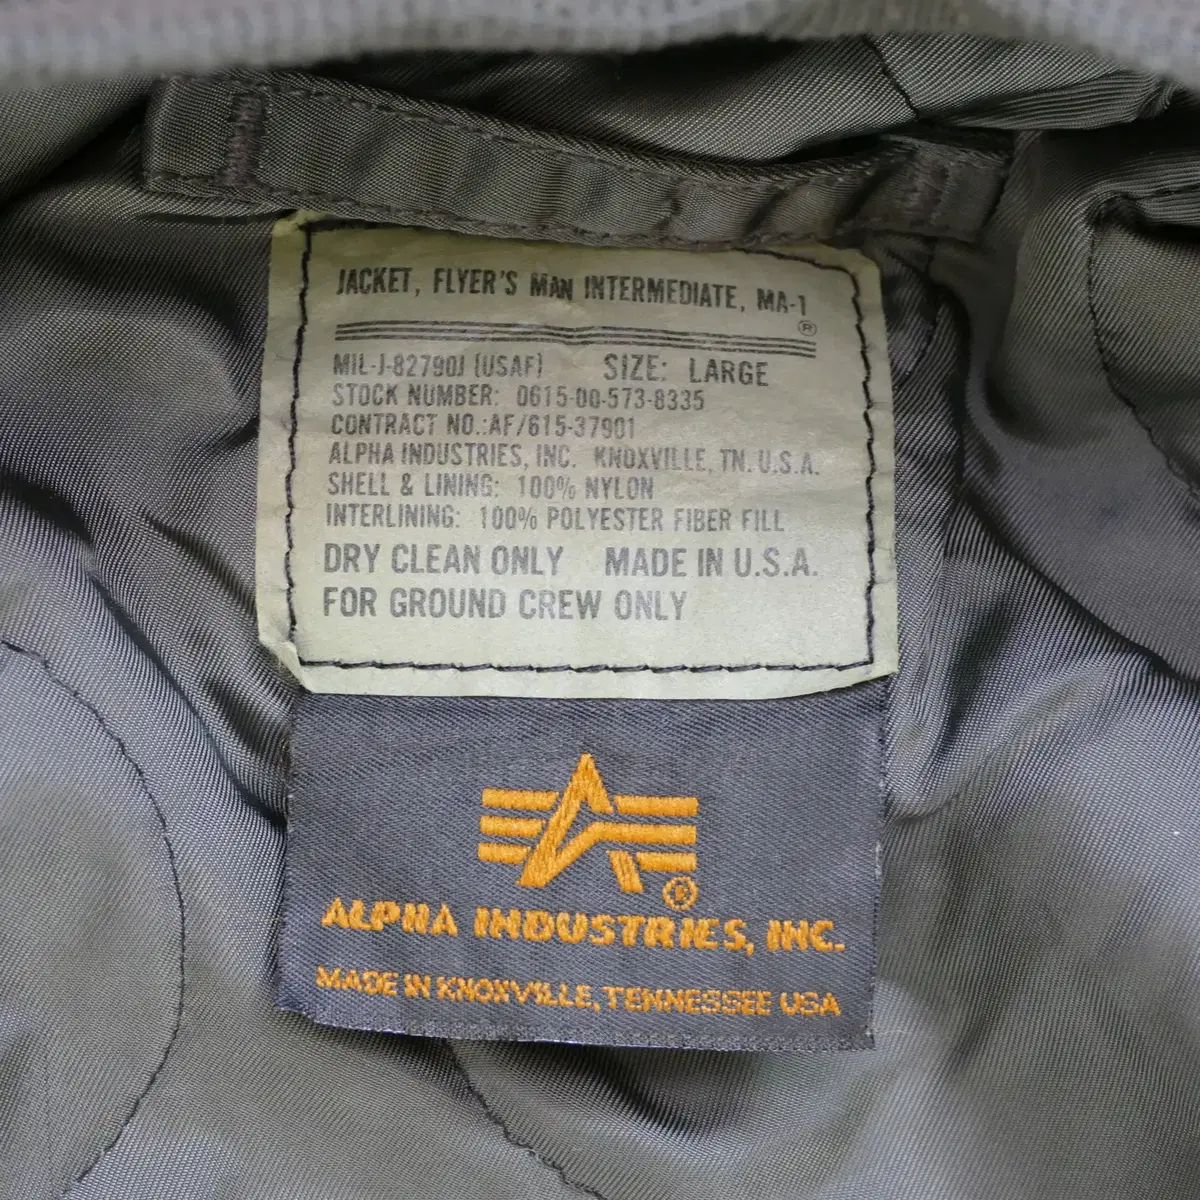 JACKET, FLYER'S MAN INTERMEDIATE, MA-1
®
MIL-J-82790J (USAF) SIZE: LARGE
STOCK NUMBER: 0615-00-573-8335
CONTRACT NO.:AF/615-37901
ALPHA INDUSTRIES, INC. KNOXVILLE, TN. U.S.A.
SHELL & LINING: 100% NYLON
INTERLINING: 100% POLYESTER FIBER FILL
DRY CLEAN ONLY MADE IN U.S.A.
FOR GROUND CREW ONLY
®
ALPHA INDUSTRIES, INC.
MADE IN KNOXVILLE, TENNESSEE USA